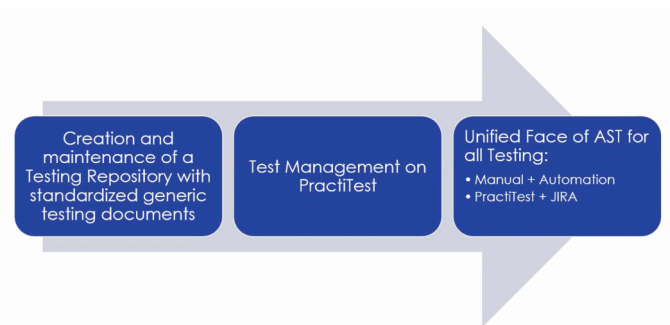 Creation and
maintenance of a
Testing Repository with
standardized generic
testing documents
Test Management on
PractiTest
Unified Face of AST for
all Testing:
• Manual + Automation
• PractiTest + JIRA